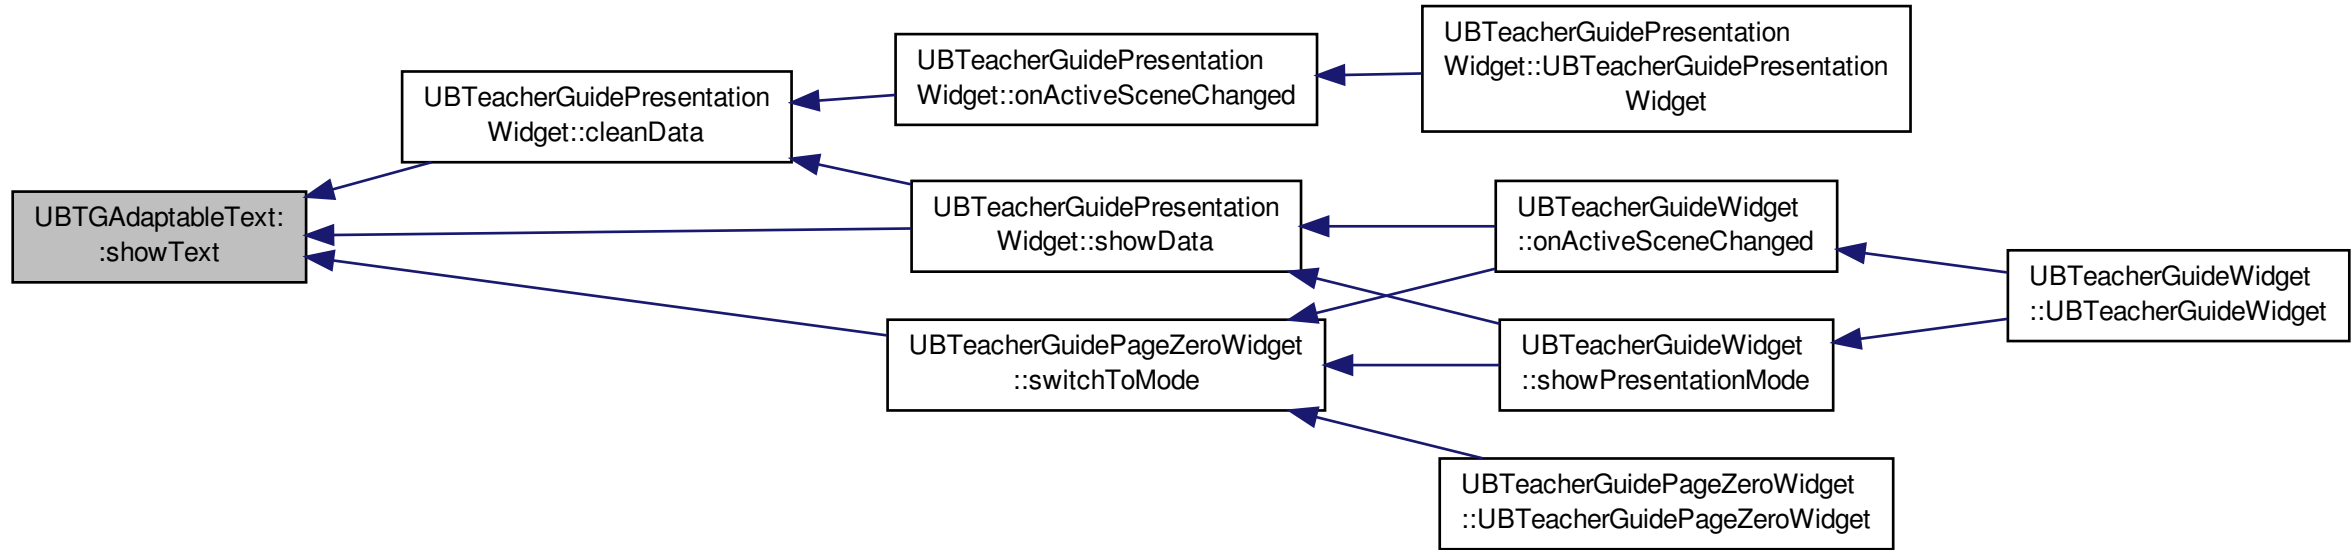 UBTGAdaptableText:
:showText
UBTeacherGuidePresentation
Widget::cleanData
UBTeacherGuidePresentation
Widget::onActiveSceneChanged
UBTeacherGuidePresentation
Widget::UBTeacherGuidePresentation
Widget
UBTeacherGuidePresentation
Widget::showData
UBTeacherGuideWidget
::onActiveSceneChanged
UBTeacherGuideWidget
::UBTeacherGuideWidget
UBTeacherGuidePageZeroWidget
::switchToMode
UBTeacherGuideWidget
::showPresentationMode
UBTeacherGuidePageZeroWidget
::UBTeacherGuidePageZeroWidget